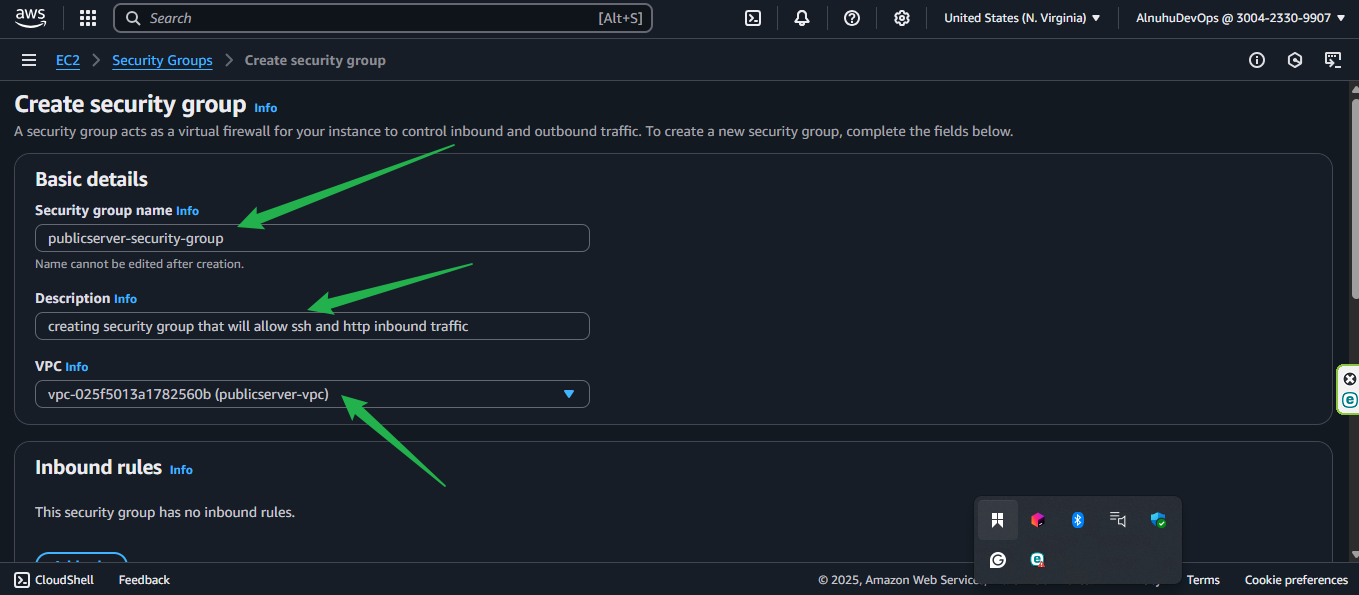 aws
Search [Alt+S]
United States (N. Virginia)
AlnuhuDevOps @ 3004-2330-9907
EC2
Security Groups
Create security group
Create security group Info
A security group acts as a virtual firewall for your instance to control inbound and outbound traffic. To create a new security group, complete the fields below.
Basic details
Security group name Info
publicserver-security-group
Name cannot be edited after creation.
Description Info
creating security group that will allow ssh and http inbound traffic
VPC Info
vpc-025f5013a1782560b (publicserver-vpc)
Inbound rules Info
This security group has no inbound rules.
CloudShell
Feedback
© 2025, Amazon Web
Terms
Cookie preferences